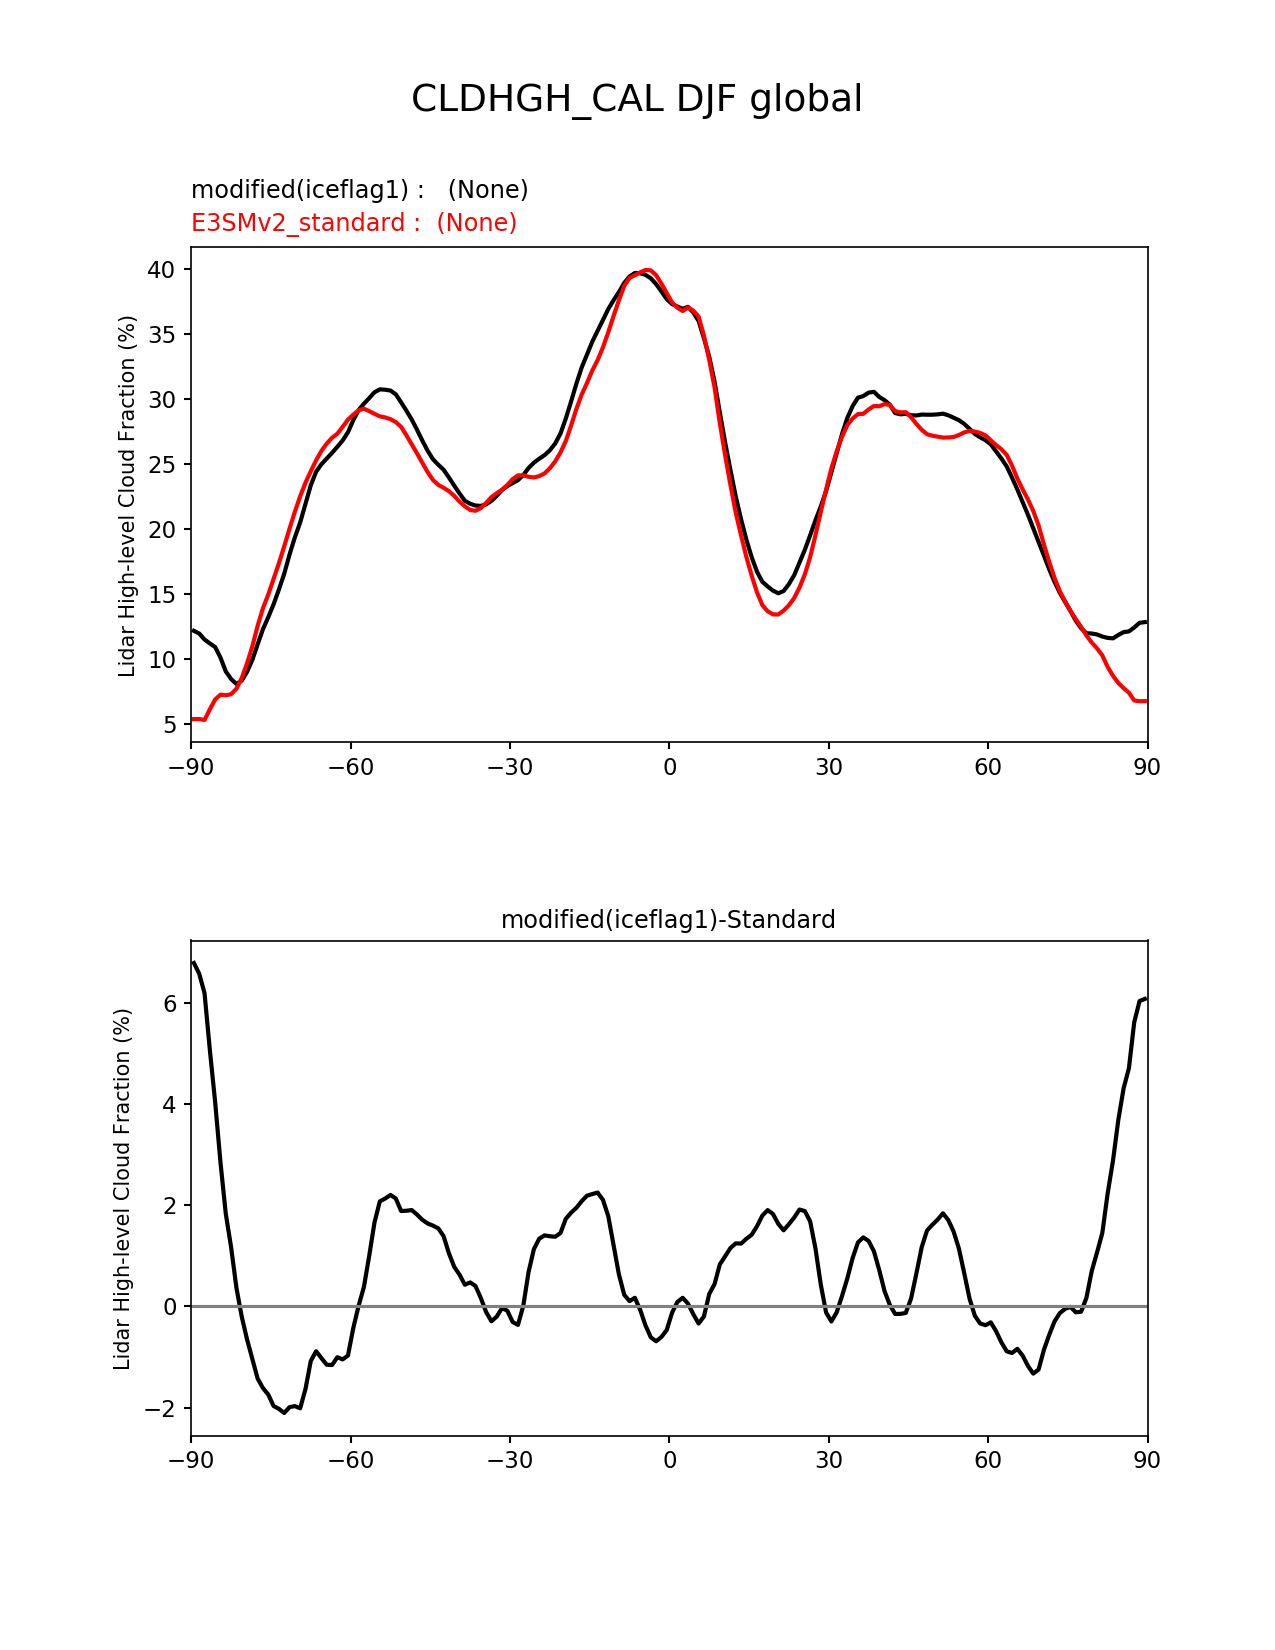 CLDHGH_CAL DJF global
modified(iceflag1) :   (None)
E3SMv2_standard :  (None)
Lidar High-level Cloud Fraction (%)
40
35
30
25
20
15
10
5
−90 −60 −30 0 30 60 90
modified(iceflag1)-Standard
Lidar High-level Cloud Fraction (%)
6
4
2
0
−2
−90 −60 −30 0 30 60 90